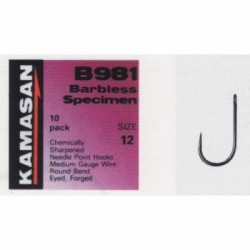 KAMASAN
B981
Barbless
Specimen
10
pack
SIZE
12
Chemically
Sharpened
Needle Point Hooks
Medium Gauge Wire
Round Bend
Eyed, Forged